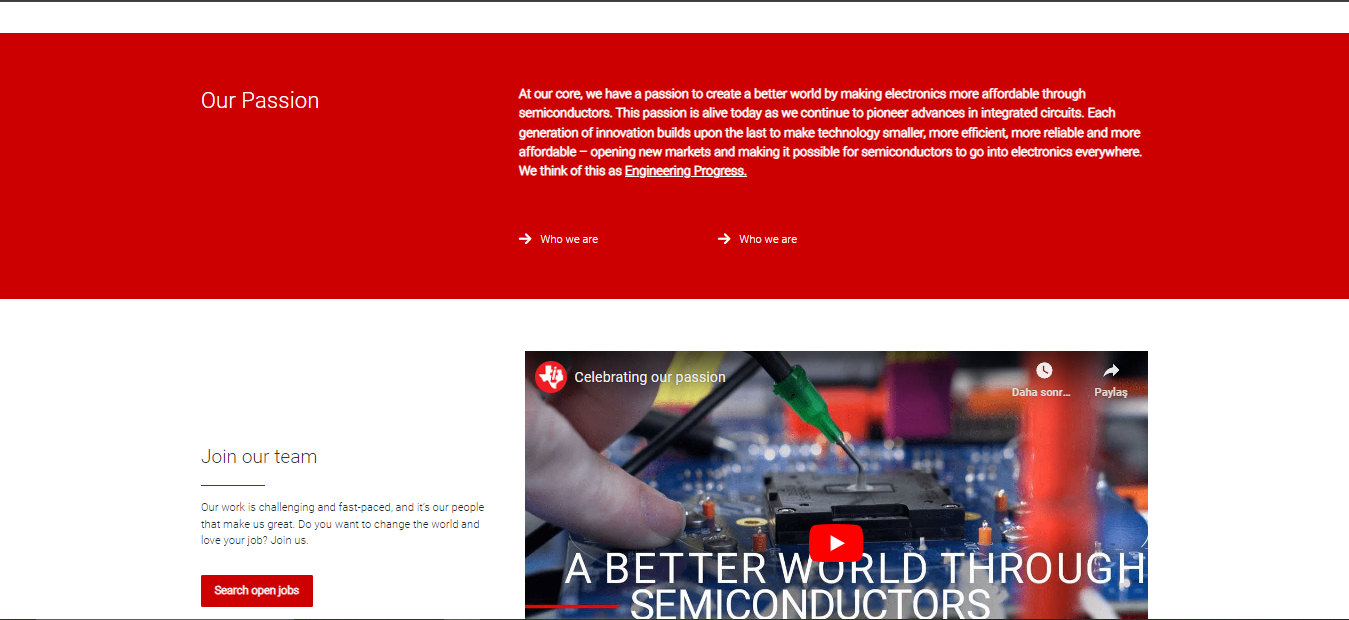 Our Passion
At our core, we have a passion to create a better world by making electronics more affordable through
semiconductors. This passion is alive today as we continue to pioneer advances in integrated circuits. Each
generation of innovation builds upon the last to make technology smaller, more efficient, more reliable and more
affordable – opening new markets and making it possible for semiconductors to go into electronics everywhere.
We think of this as Engineering Progress.
Who we are
Who we are
Join our team
Our work is challenging and fast-paced, and it's our people
that make us great. Do you want to change the world and
love your job? Join us.
Search open jobs
Celebrating our passion
Daha sonr...
Paylaş
A BETTER WORLD THROUGH
SEMICONDUCTORS